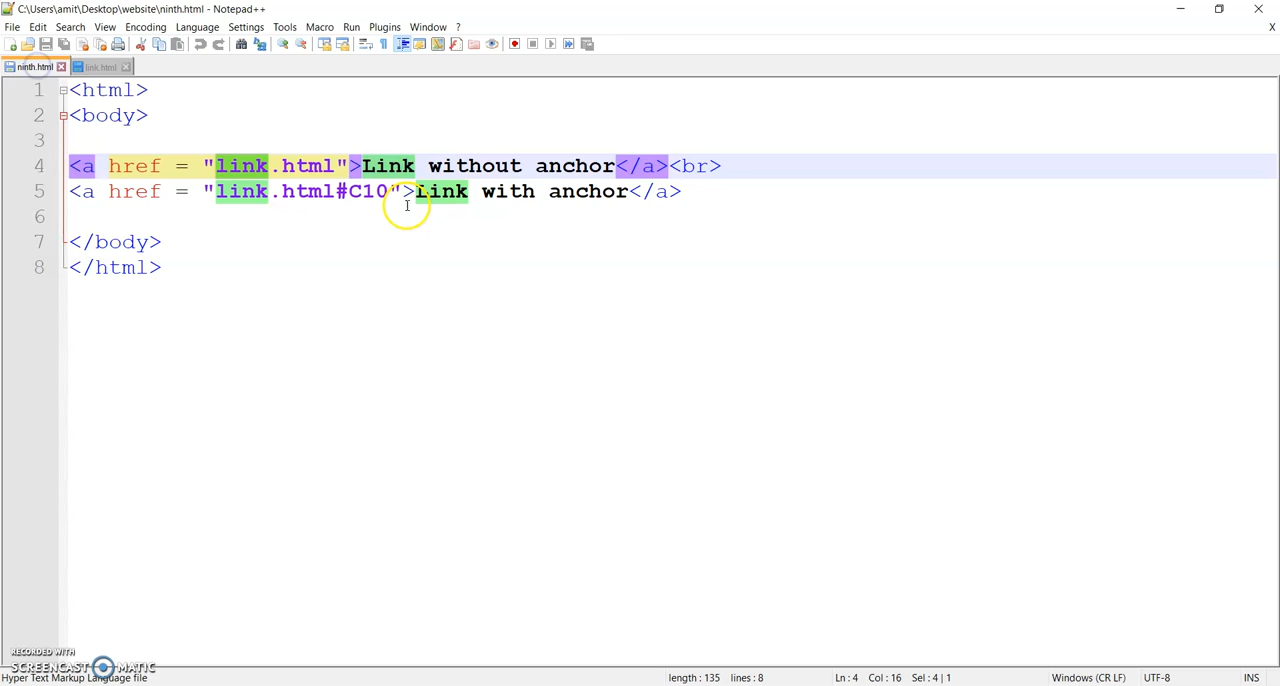 C:\Users\amit\Desktop\website\ninth.html - Notepad++
File Edit Search View Encoding Language Settings Tools Macro Run Plugins Window ? X
ninth.html link.html
1 <html>
2 <body>
3
4 <a href = "link.html">Link without anchor</a><br>
5 <a href = "link.html#C10">Link with anchor</a>
6
7 </body>
8 </html>
RECORDED WITH
SCREENCAST MATIC
Hyper Text Markup Language file length : 135 lines : 8 Ln : 4 Col : 16 Sel : 4 | 1 Windows (CR LF) UTF-8 INS